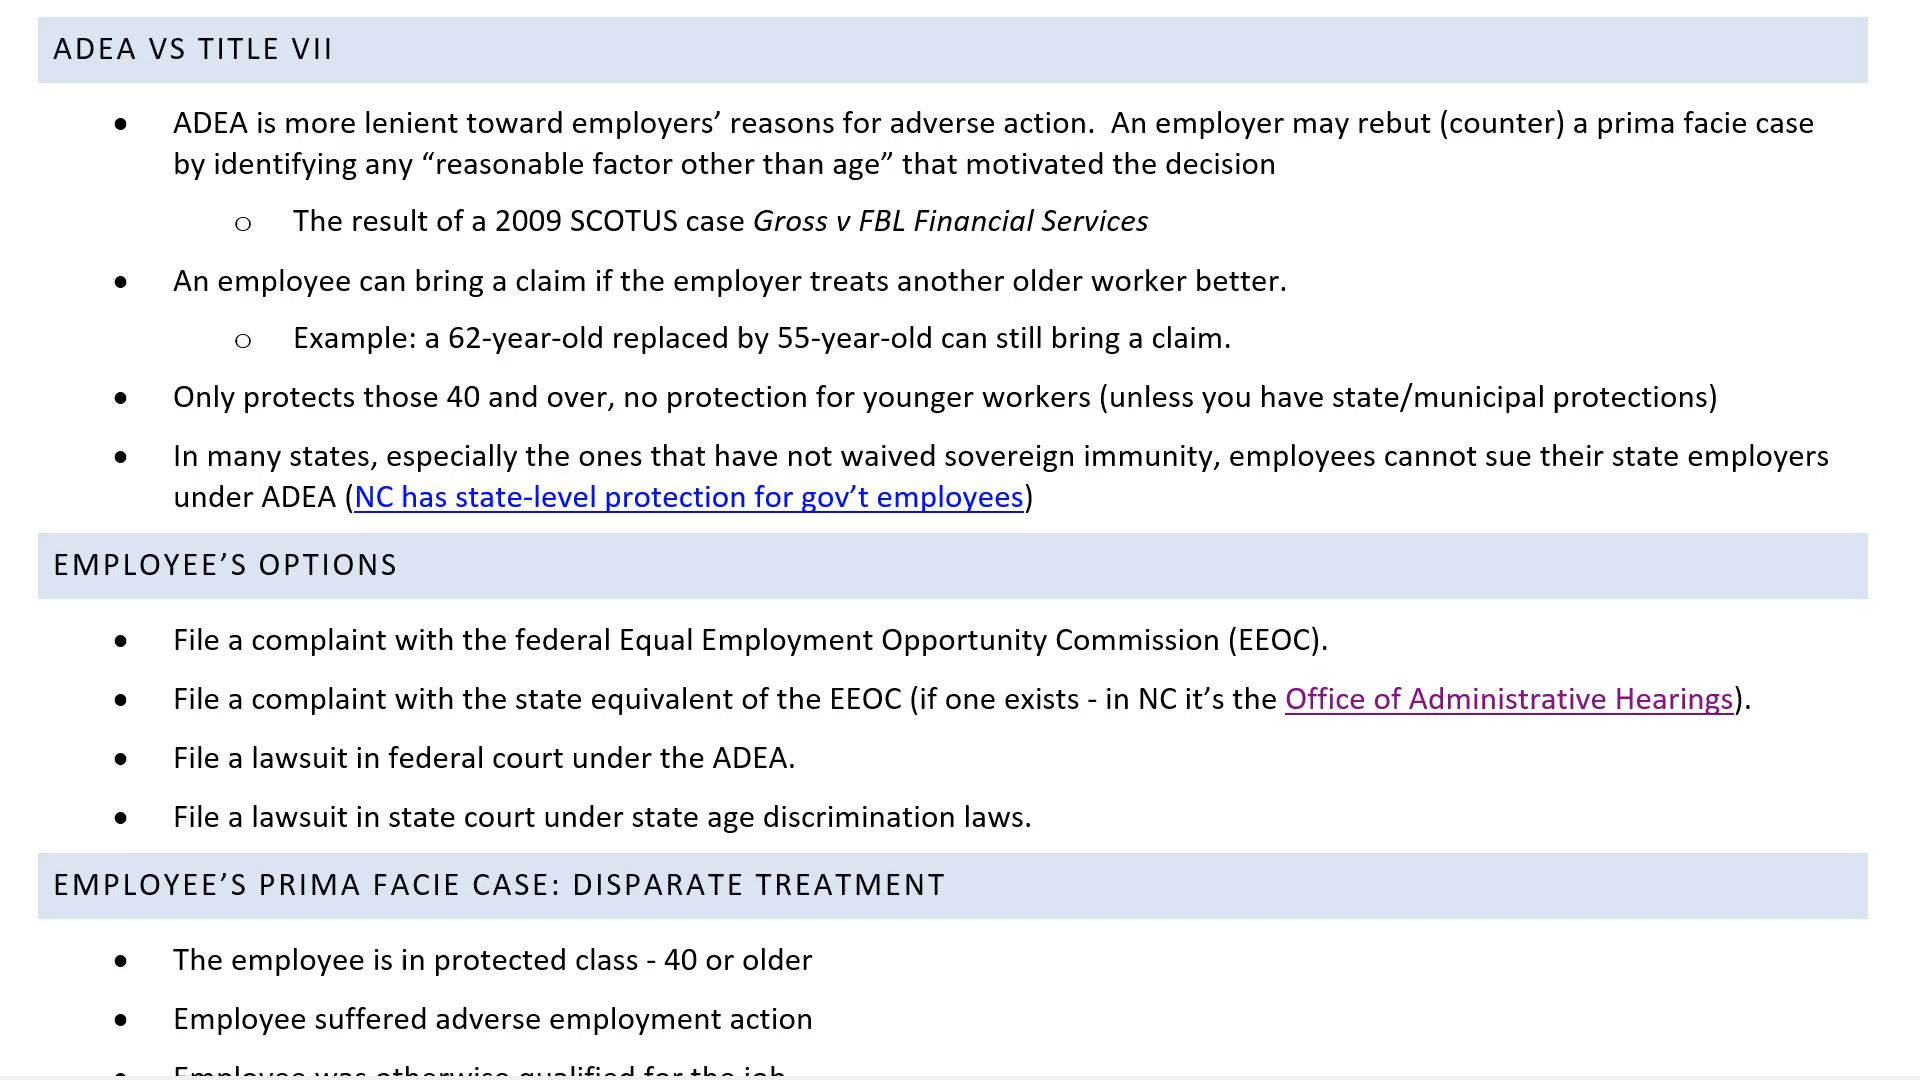 ADEA VS TITLE VII
• ADEA is more lenient toward employers’ reasons for adverse action.  An employer may rebut (counter) a prima facie case
by identifying any “reasonable factor other than age” that motivated the decision
o The result of a 2009 SCOTUS case Gross v FBL Financial Services
• An employee can bring a claim if the employer treats another older worker better.
o Example: a 62-year-old replaced by 55-year-old can still bring a claim.
• Only protects those 40 and over, no protection for younger workers (unless you have state/municipal protections)
• In many states, especially the ones that have not waived sovereign immunity, employees cannot sue their state employers
under ADEA (NC has state-level protection for gov’t employees)
EMPLOYEE’S OPTIONS
• File a complaint with the federal Equal Employment Opportunity Commission (EEOC).
• File a complaint with the state equivalent of the EEOC (if one exists - in NC it’s the Office of Administrative Hearings).
• File a lawsuit in federal court under the ADEA.
• File a lawsuit in state court under state age discrimination laws.
EMPLOYEE’S PRIMA FACIE CASE: DISPARATE TREATMENT
• The employee is in protected class - 40 or older
• Employee suffered adverse employment action
• Employee was otherwise qualified for the job